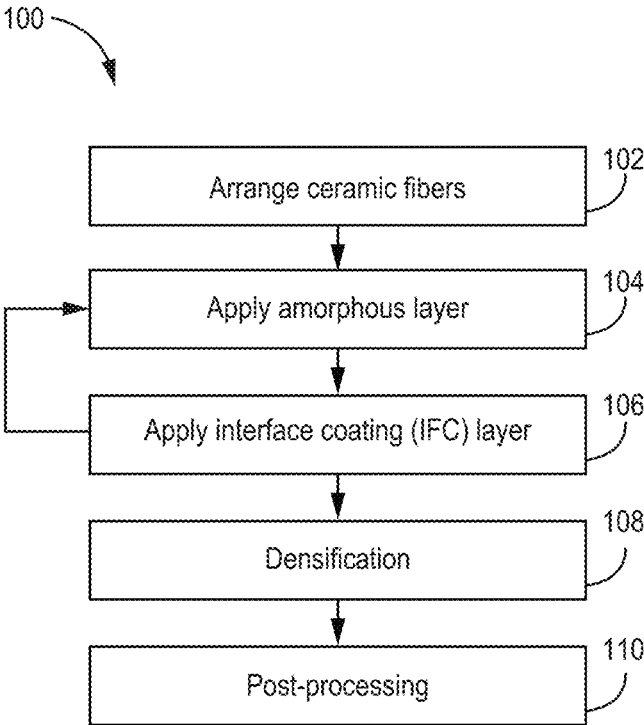 100
102
Arrange ceramic fibers
104
Apply amorphous layer
106
Apply interface coating (IFC) layer
108
Densification
110
Post-processing